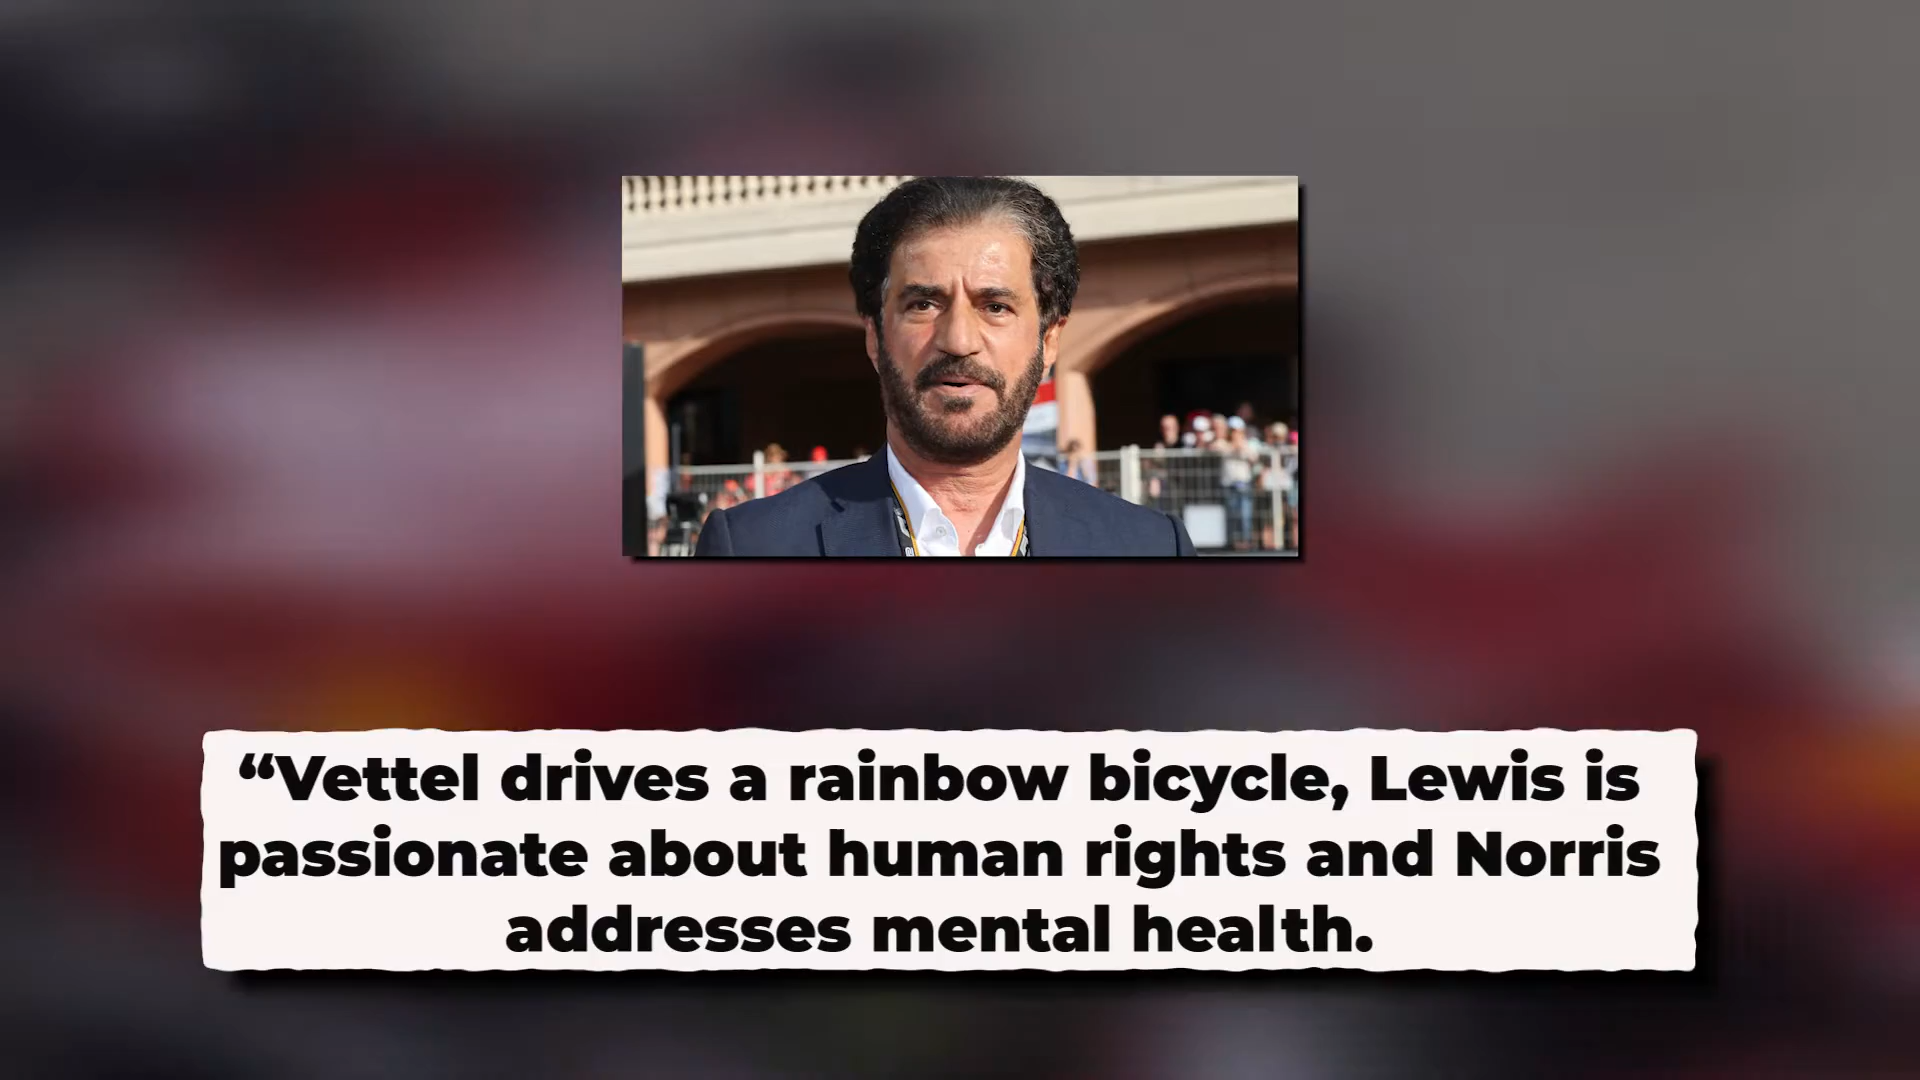 “Vettel drives a rainbow bicycle, Lewis is
passionate about human rights and Norris
addresses mental health.